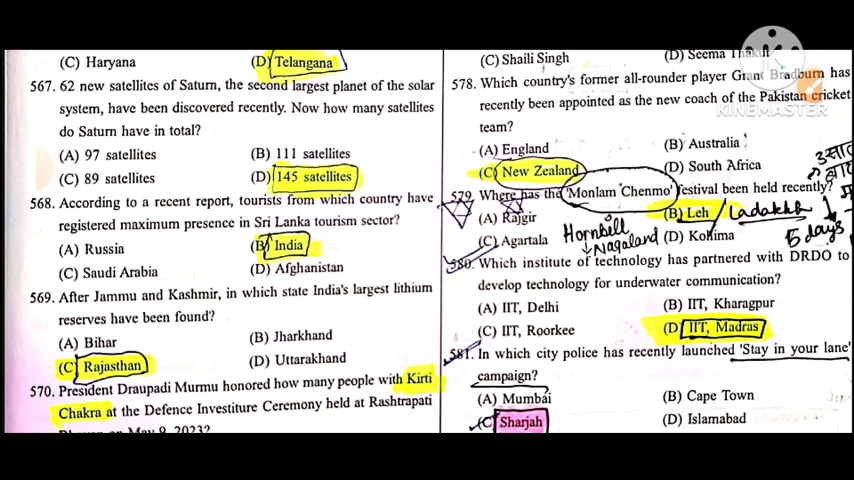 (C) Haryana (D) Telangana
567. 62 new satellites of Saturn, the second largest planet of the solar
system, have been discovered recently. Now how many satellites
do Saturn have in total?
(A) 97 satellites (B) 111 satellites
(C) 89 satellites (D) 145 satellites
568. According to a recent report, tourists from which country have
registered maximum presence in Sri Lanka tourism sector?
(A) Russia (B) India
(C) Saudi Arabia (D) Afghanistan
569. After Jammu and Kashmir, in which state India's largest lithium
reserves have been found?
(A) Bihar (B) Jharkhand
(C) Rajasthan (D) Uttarakhand
570. President Draupadi Murmu honored how many people with Kirti
Chakra at the Defence Investiture Ceremony held at Rashtrapati
on May 9, 2023?
(C) Shaili Singh (D) Seema Thakut
578. Which country's former all-rounder player Grant Bradburn has
recently been appointed as the new coach of the Pakistan cricket
team?
(A) England (B) Australia
(C) New Zealand (D) South Africa
579. Where has the 'Monlam Chenmo' festival been held recently?
(A) Rajgir (B) Leh Ladakh
(C) Agartala (D) Kohima
Hornbill
Nagaland
5 days
580. Which institute of technology has partnered with DRDO to
develop technology for underwater communication?
(A) IIT, Delhi (B) IIT, Kharagpur
(C) IIT, Roorkee (D) IIT, Madras
581. In which city police has recently launched 'Stay in your lane'
campaign?
(A) Mumbai (B) Cape Town
(C) Sharjah (D) Islamabad
KINEMASTER